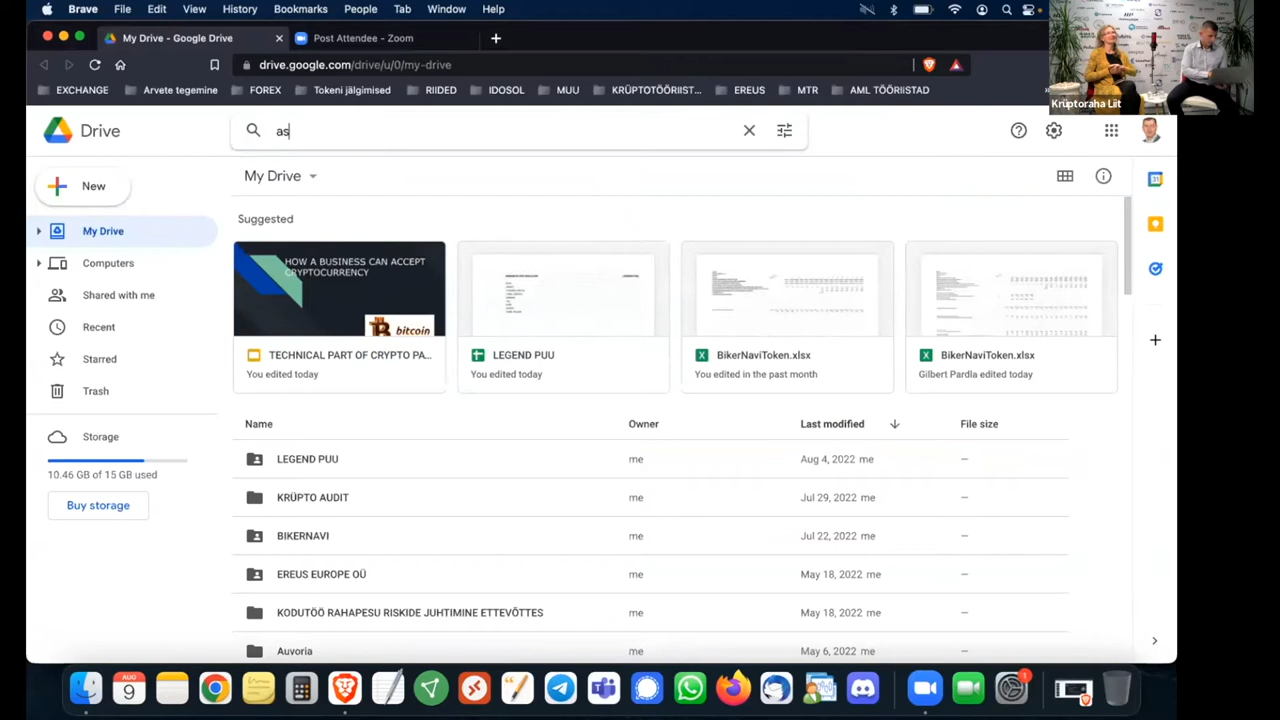 Brave File Edit View History Bookmarks People Tab Window Help
My Drive - Google Drive
Post Attendee - Zoom
drive.google.com/drive/u/0/my-drive
EXCHANGE Arvete tegemine FOREX Tokeni jälgimised RIIDED IDOSOL MUU KRÜPTOTÖÖRIIST... EREUS MTR AML TÖÖRIISTAD
Krüptoraha Liit
Drive
as
New
My Drive
Computers
Shared with me
Recent
Starred
Trash
Storage
10.46 GB of 15 GB used
Buy storage
My Drive
Suggested
HOW A BUSINESS CAN ACCEPT
CRYPTOCURRENCY
bitcoin
TECHNICAL PART OF CRYPTO PA...
You edited today
LEGEND PUU
You edited today
BikerNaviToken.xlsx
You edited in the past month
BikerNaviToken.xlsx
Gilbert Pardla edited today
Name Owner Last modified File size
LEGEND PUU me Aug 4, 2022 me —
KRÜPTO AUDIT me Jul 29, 2022 me —
BIKERNAVI me Jul 22, 2022 me —
EREUS EUROPE OÜ me May 18, 2022 me —
KODUTÖÖ RAHAPESU RISKIDE JUHTIMINE ETTEVÕTTES me May 18, 2022 me —
Auvoria me May 6, 2022 me —
31
AUG
9
1